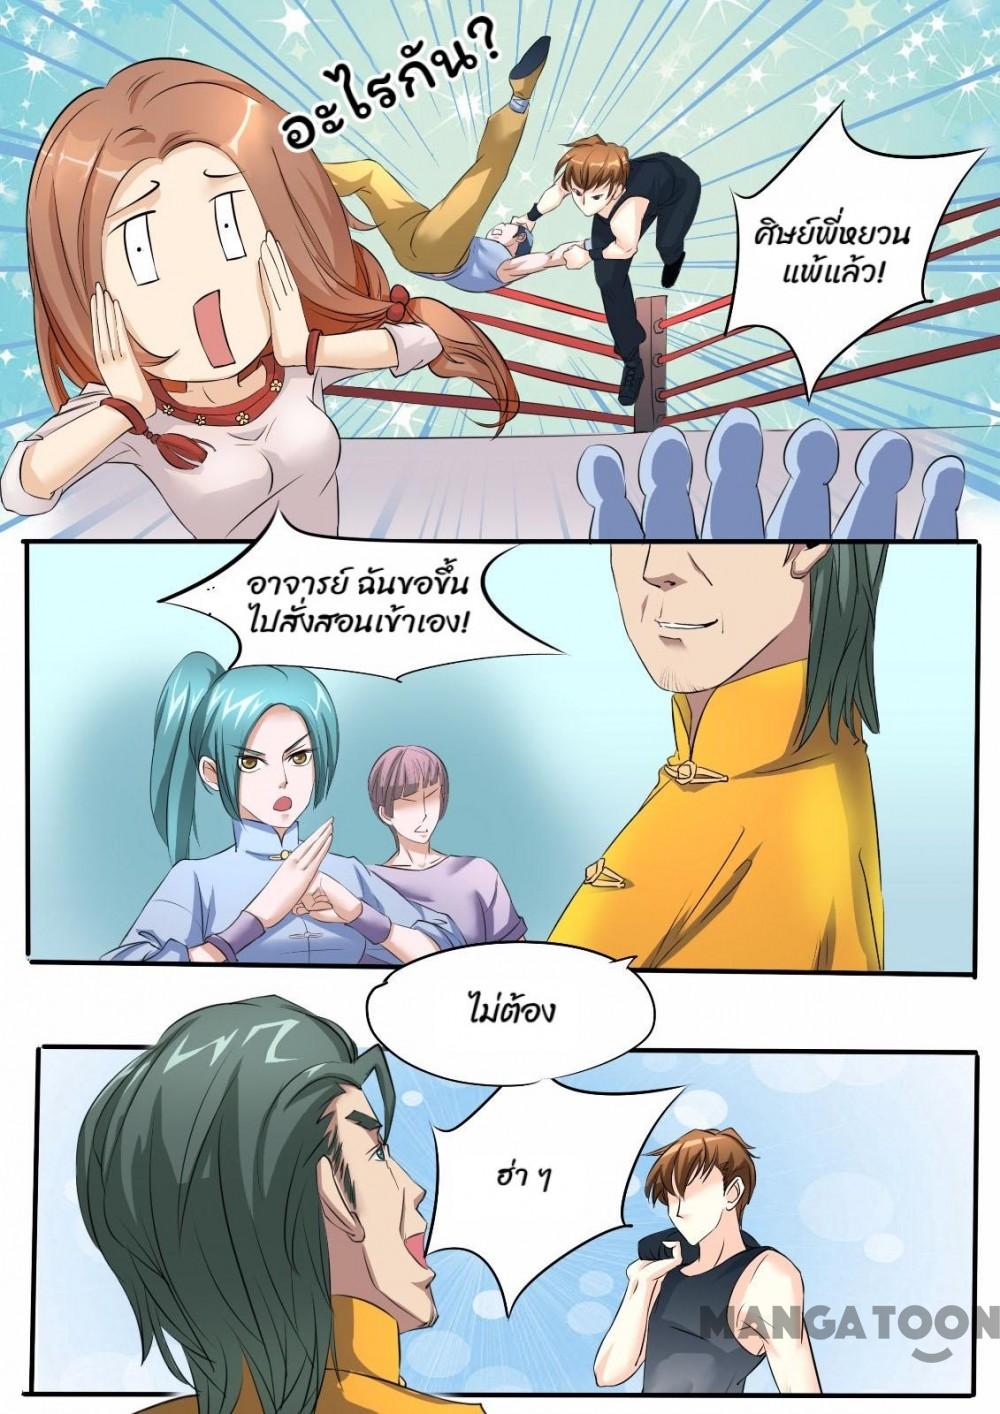 อะไรกัน?
ศิษย์พี่หยวน
แพ้แล้ว!
อาจารย์ ฉันขอขึ้น
ไปสั่งสอนเข้าเอง!
ไม่ต้อง
ฮ่า ๆ
MANGATOON